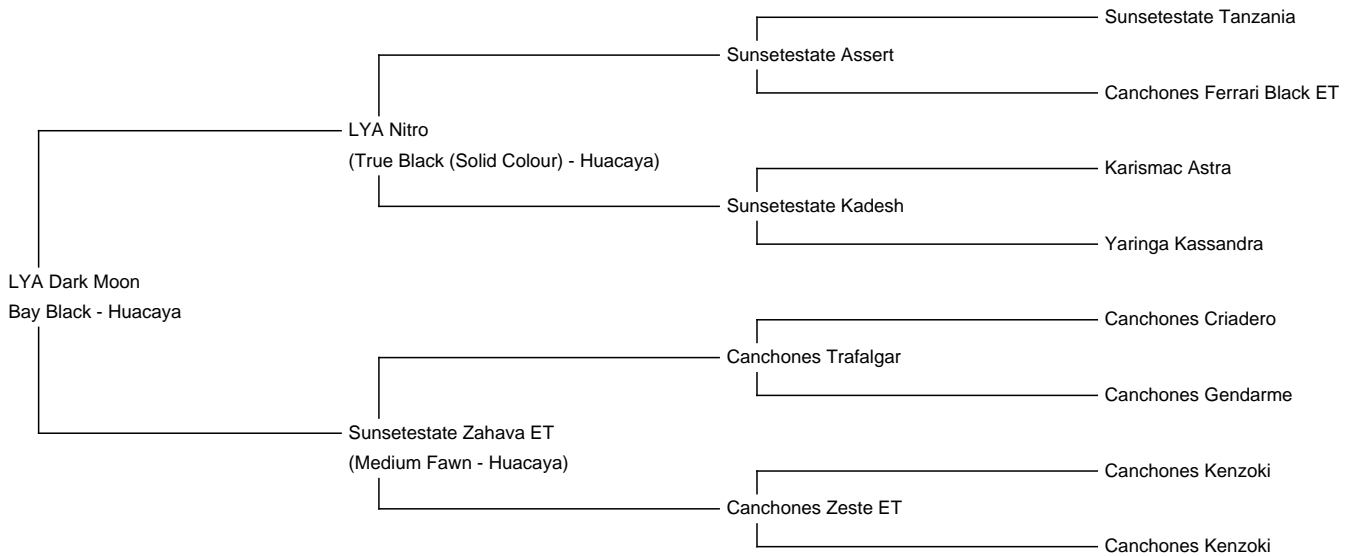 Sunsetestate Tanzania
Sunsetestate Assert
Canchones Ferrari Black ET
LYA Nitro
(True Black (Solid Colour) - Huacaya)
Karismac Astra
Sunsetestate Kadesh
Yaringa Kassandra
LYA Dark Moon
Bay Black - Huacaya
Canchones Criadero
Canchones Trafalgar
Canchones Gendarme
Sunsetestate Zahava ET
(Medium Fawn - Huacaya)
Canchones Kenzoki
Canchones Zeste ET
Canchones Kenzoki